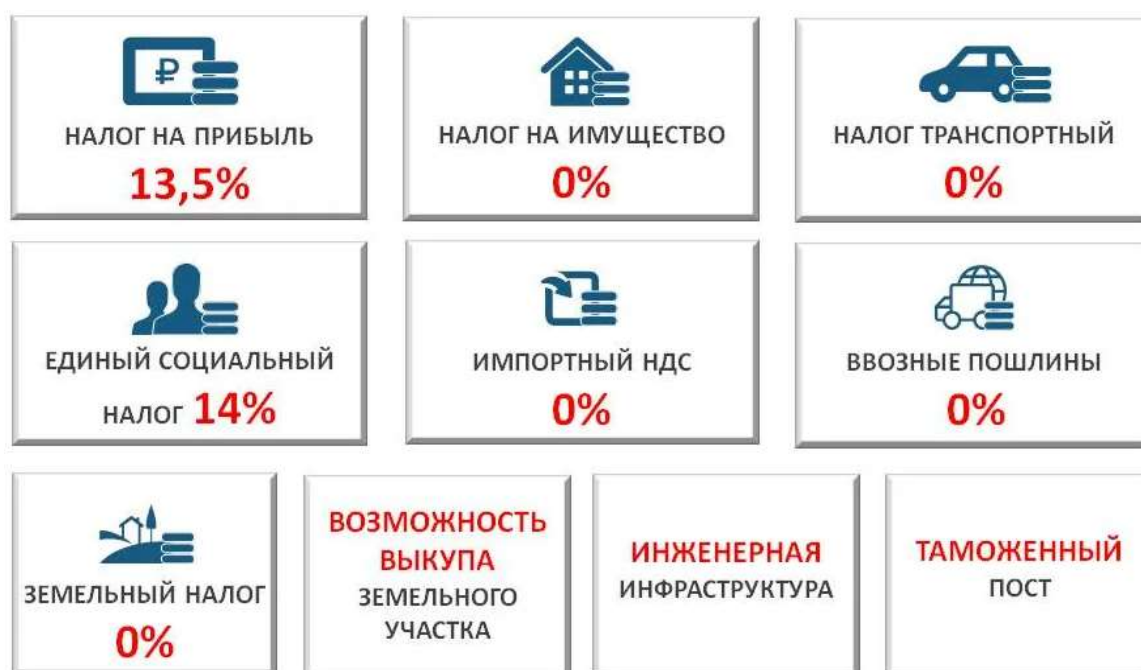 ₽
НАЛОГ НА ПРИБЫЛЬ
13,5%
НАЛОГ НА ИМУЩЕСТВО
0%
НАЛОГ ТРАНСПОРТНЫЙ
0%
ЕДИНЫЙ СОЦИАЛЬНЫЙ
НАЛОГ 14%
ИМПОРТНЫЙ НДС
0%
ВВОЗНЫЕ ПОШЛИНЫ
0%
ЗЕМЕЛЬНЫЙ НАЛОГ
0%
ВОЗМОЖНОСТЬ
ВЫКУПА
ЗЕМЕЛЬНОГО
УЧАСТКА
ИНЖЕНЕРНАЯ
ИНФРАСТРУКТУРА
ТАМОЖЕННЫЙ
ПОСТ